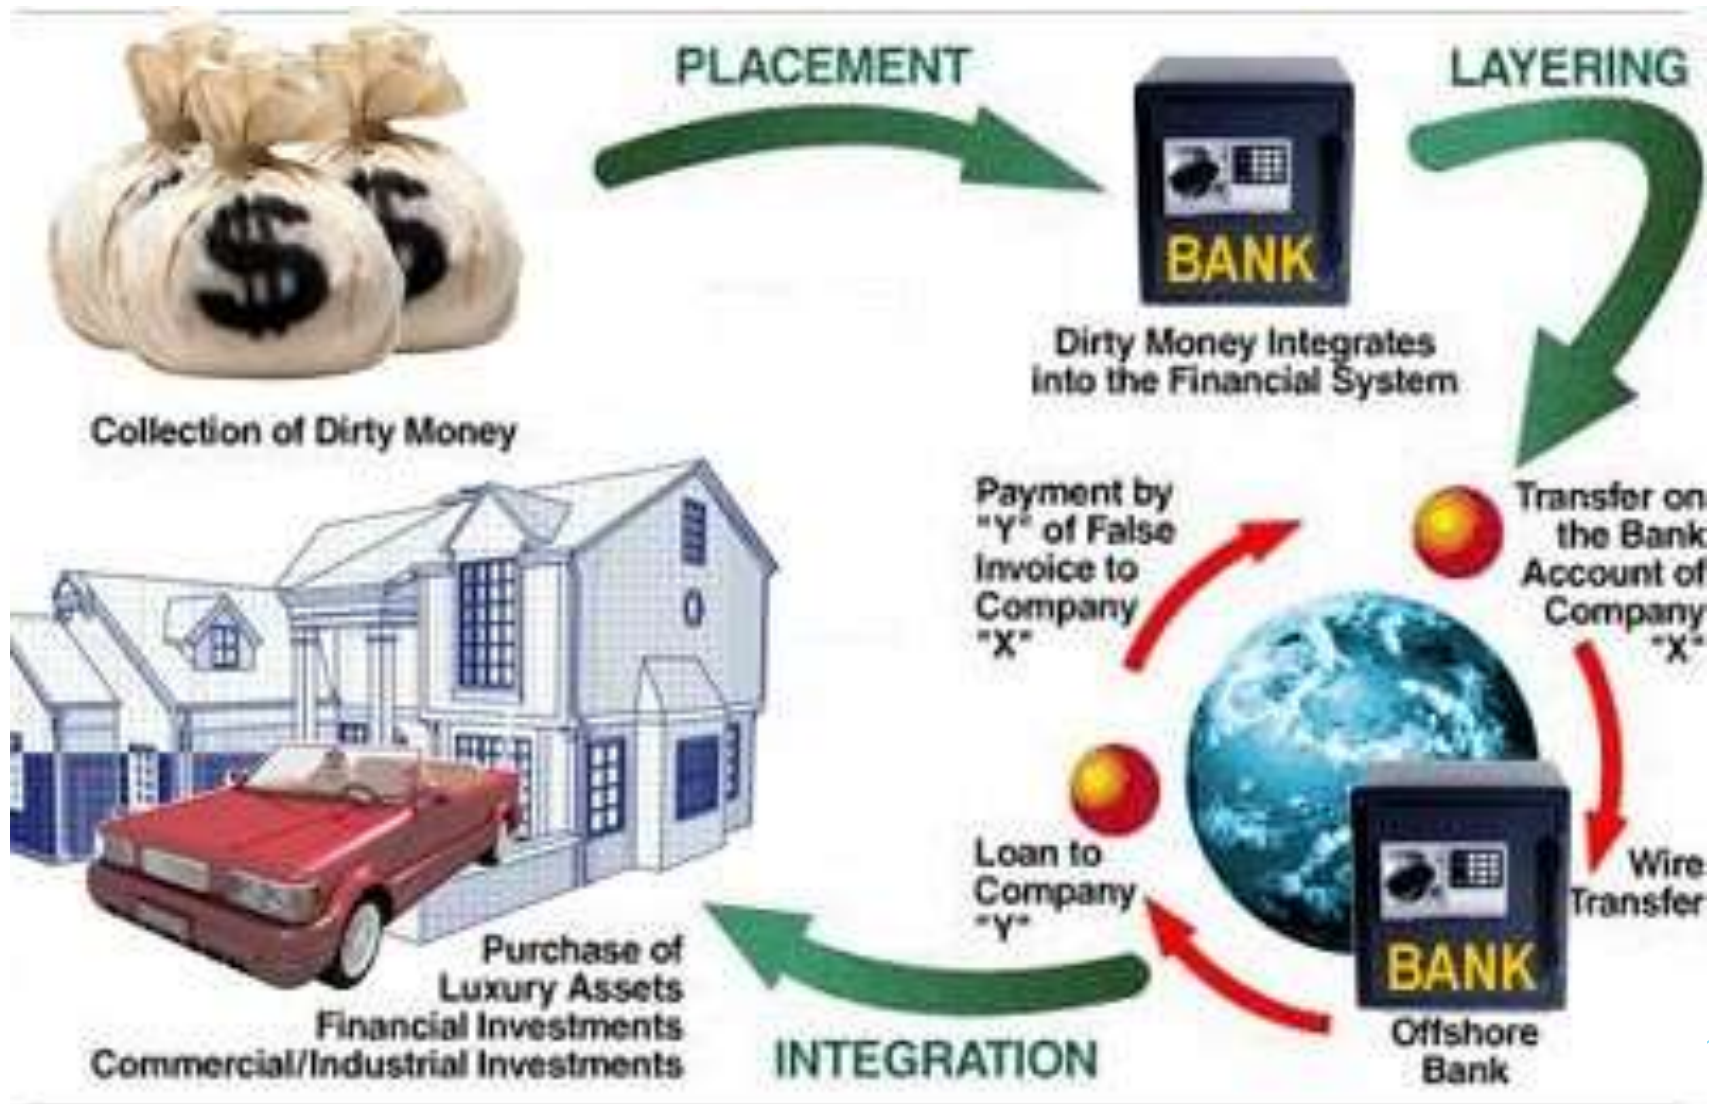 PLACEMENT
LAYERING
BANK
Dirty Money Integrates
into the Financial System
$
$
Collection of Dirty Money
Payment by
"Y" of False
Invoice to
Company
"X"
Transfer on
the Bank
Account of
Company
"X"
Loan to
Company
"Y"
Wire
Transfer
BANK
Offshore
Bank
Purchase of
Luxury Assets
Financial Investments
Commercial/Industrial Investments
INTEGRATION